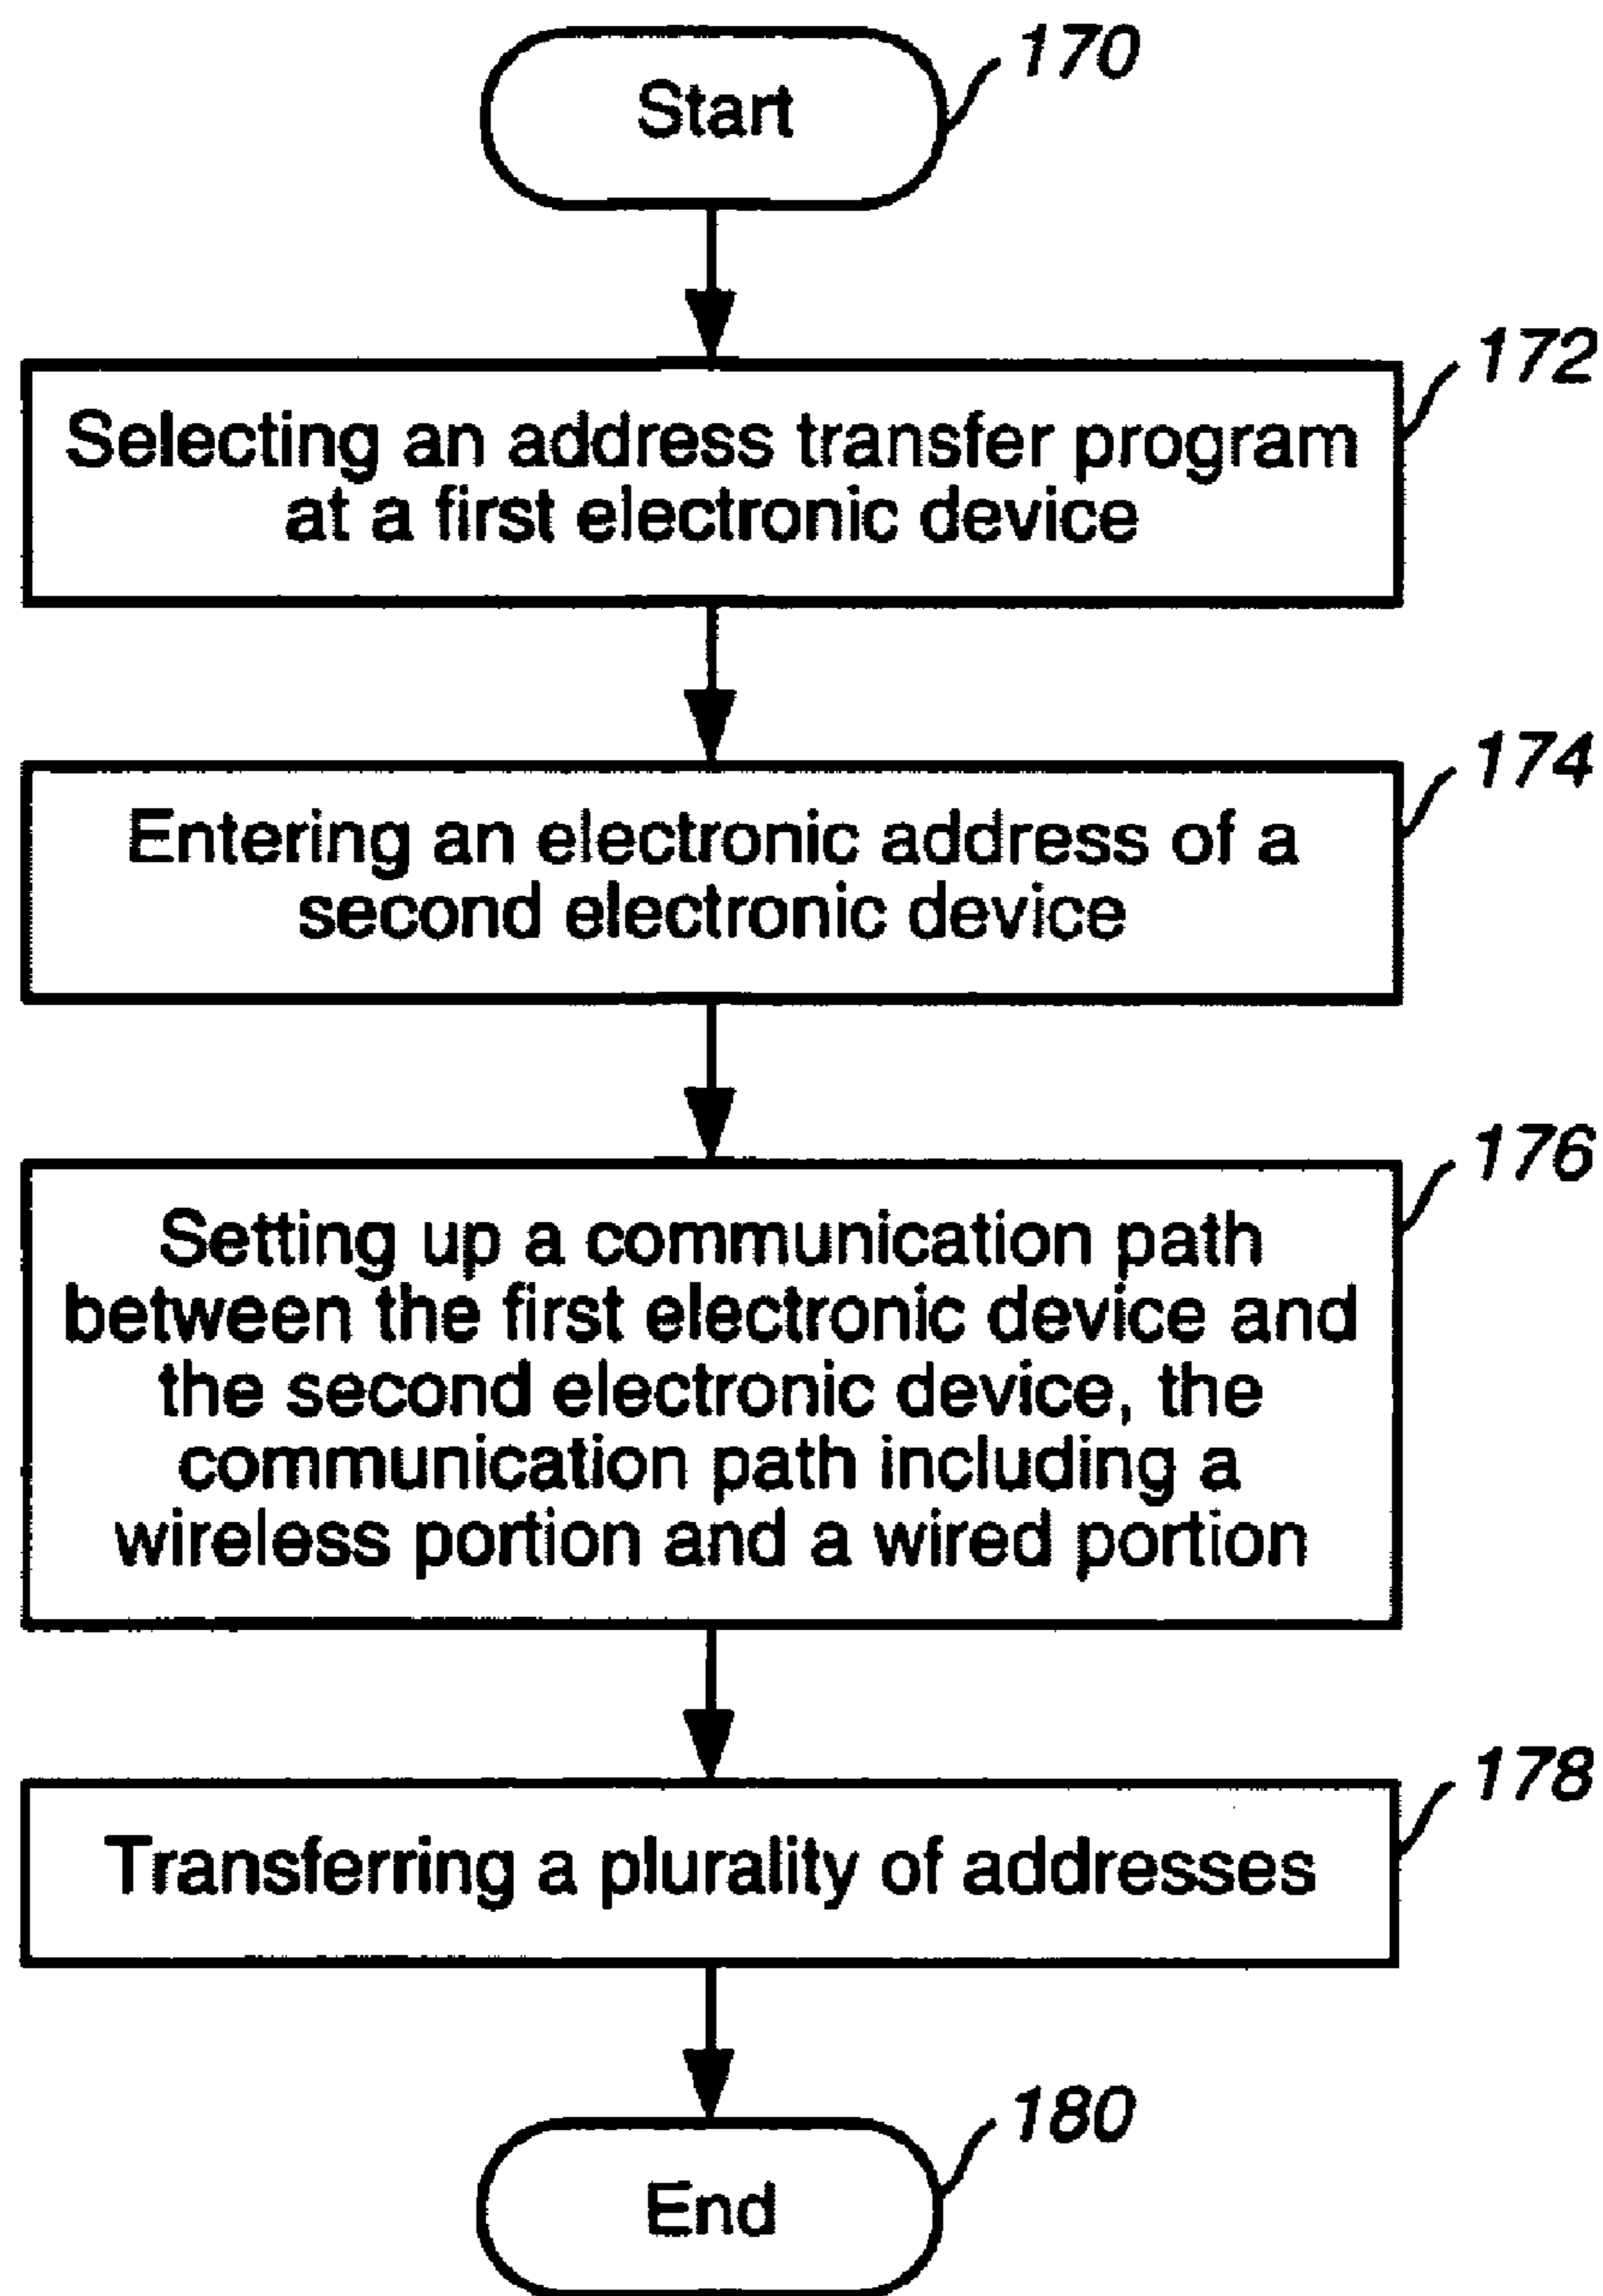 Start
170
172
Selecting an address transfer program
at a first electronic device
174
Entering an electronic address of a
second electronic device
176
Setting up a communication path
between the first electronic device and
the second electronic device, the
communication path including a
wireless portion and a wired portion
178
Transferring a plurality of addresses
180
End